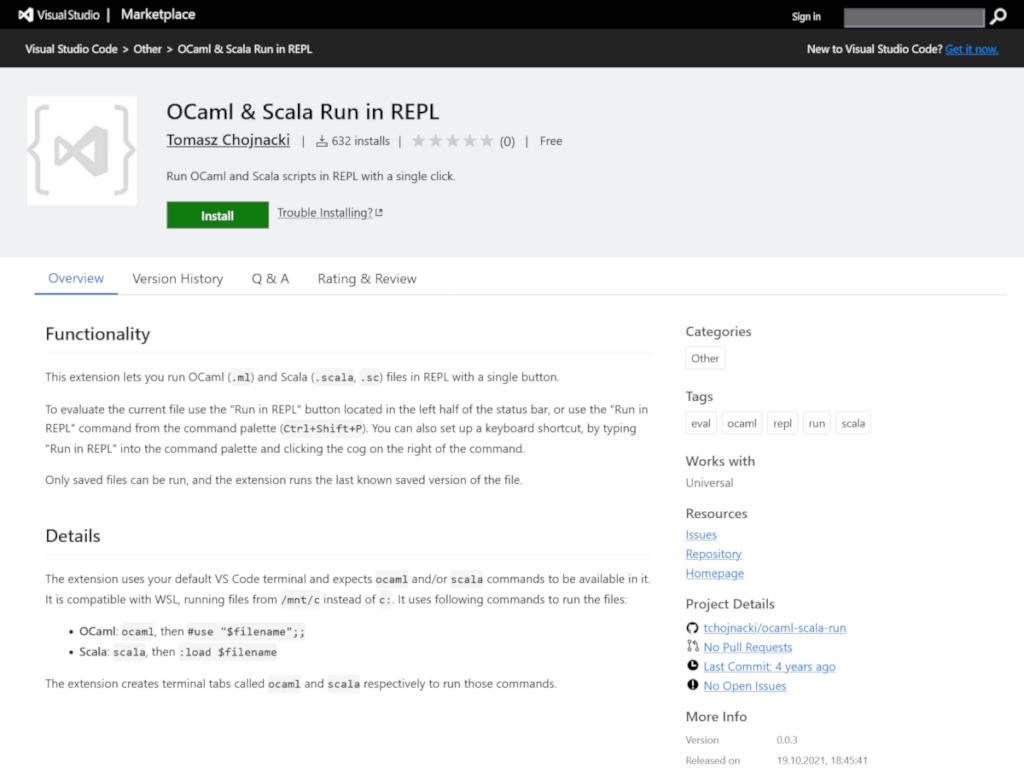 Visual Studio | Marketplace
Sign in
Visual Studio Code > Other > OCaml & Scala Run in REPL
New to Visual Studio Code? Get it now.
OCaml & Scala Run in REPL
Tomasz Chojnacki | 632 installs | (0) | Free
Run OCaml and Scala scripts in REPL with a single click.
Install
Trouble Installing?
Overview
Version History
Q & A
Rating & Review
Functionality
This extension lets you run OCaml (.ml) and Scala (.scala, .sc) files in REPL with a single button.
To evaluate the current file use the "Run in REPL" button located in the left half of the status bar, or use the "Run in
REPL" command from the command palette (Ctrl+Shift+P). You can also set up a keyboard shortcut, by typing
"Run in REPL" into the command palette and clicking the cog on the right of the command.
Only saved files can be run, and the extension runs the last known saved version of the file.
Details
The extension uses your default VS Code terminal and expects ocaml and/or scala commands to be available in it.
It is compatible with WSL, running files from /mnt/c instead of c:. It uses following commands to run the files:
• OCaml: ocaml, then #use "$filename";;
• Scala: scala, then :load $filename
The extension creates terminal tabs called ocaml and scala respectively to run those commands.
Categories
Other
Tags
eval
ocaml
repl
run
scala
Works with
Universal
Resources
Issues
Repository
Homepage
Project Details
tchojnacki/ocaml-scala-run
No Pull Requests
Last Commit: 4 years ago
No Open Issues
More Info
Version 0.0.3
Released on 19.10.2021, 18:45:41